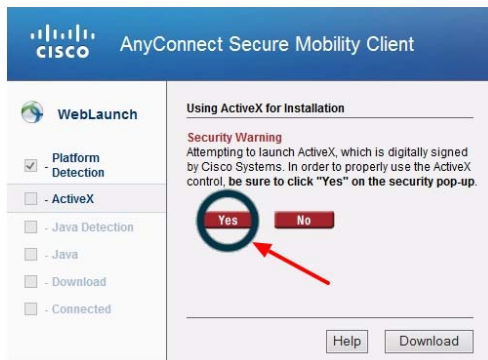 CISCO
AnyConnect Secure Mobility Client
WebLaunch
- Platform
Detection
- ActiveX
- Java Detection
- Java
- Download
- Connected
Using ActiveX for Installation
Security Warning
Attempting to launch ActiveX, which is digitally signed
by Cisco Systems. In order to properly use the ActiveX
control, be sure to click "Yes" on the security pop-up.
Yes No
Help Download